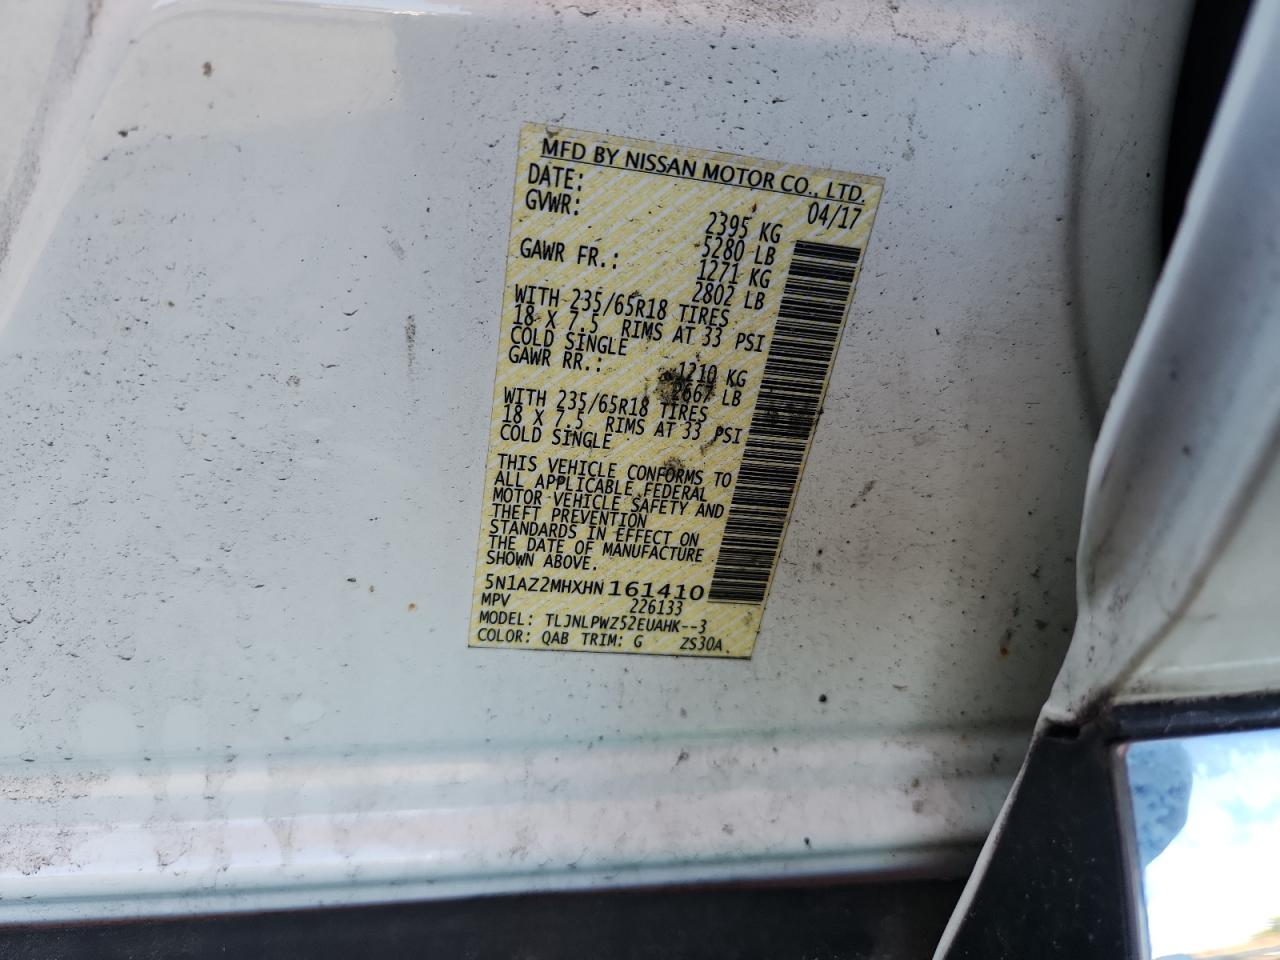 MFD BY NISSAN MOTOR CO., LTD.
DATE: 04/17
GVWR: 2395 KG
5280 LB
GAWR FR.: 1271 KG
2802 LB
WITH 235/65R18 TIRES
18 X 7.5 RIMS AT 33 PSI
COLD SINGLE
GAWR RR.: 1210 KG
2667 LB
WITH 235/65R18 TIRES
18 X 7.5 RIMS AT 33 PSI
COLD SINGLE
THIS VEHICLE CONFORMS TO
ALL APPLICABLE FEDERAL
MOTOR VEHICLE SAFETY AND
THEFT PREVENTION
STANDARDS IN EFFECT ON
THE DATE OF MANUFACTURE
SHOWN ABOVE.
5N1AZ2MHXHN161410
MPV 226133
MODEL: TLJNLPWZ52EUAHK--3
COLOR: QAB TRIM: G ZS30A